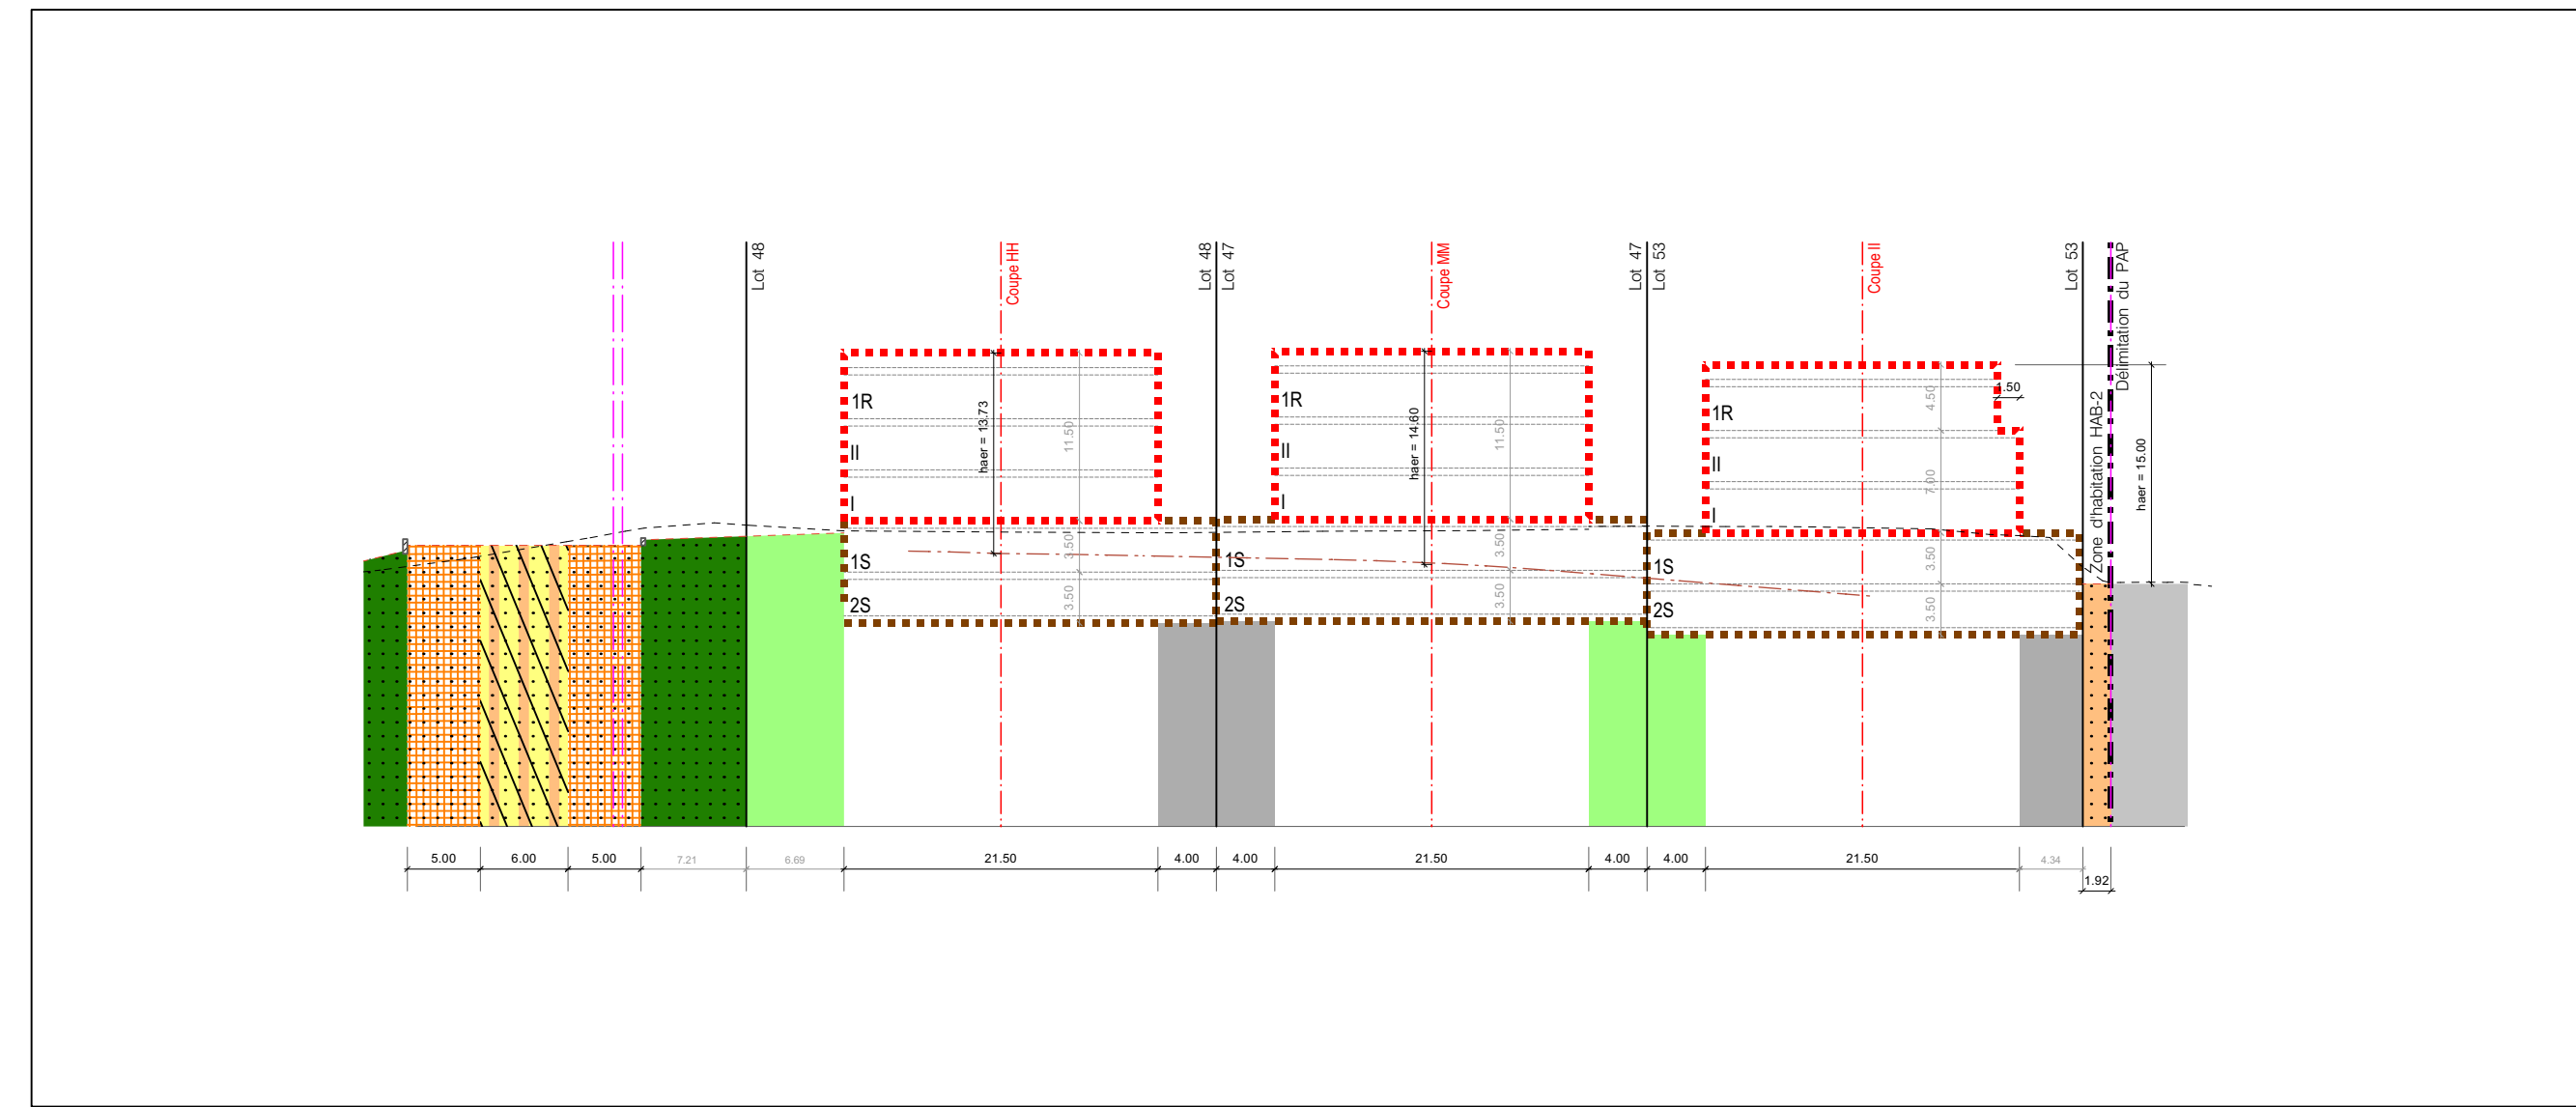 Lot 48
Coupe HH
Lot 48
Lot 47
Coupe MM
Lot 47
Lot 53
Coupe II
Lot 53
Zone d'habitation HAB-2
Délimitation du PAP
1R
II
I
1S
2S
haer = 13.73
11.50
3.50
3.50
1R
II
I
1S
2S
haer = 14.60
11.50
3.50
3.50
1R
II
I
1S
2S
4.50
7.00
3.50
3.50
1.50
haer = 15.00
5.00
6.00
5.00
7.21
6.69
21.50
4.00
4.00
21.50
4.00
4.00
21.50
4.34
1.92